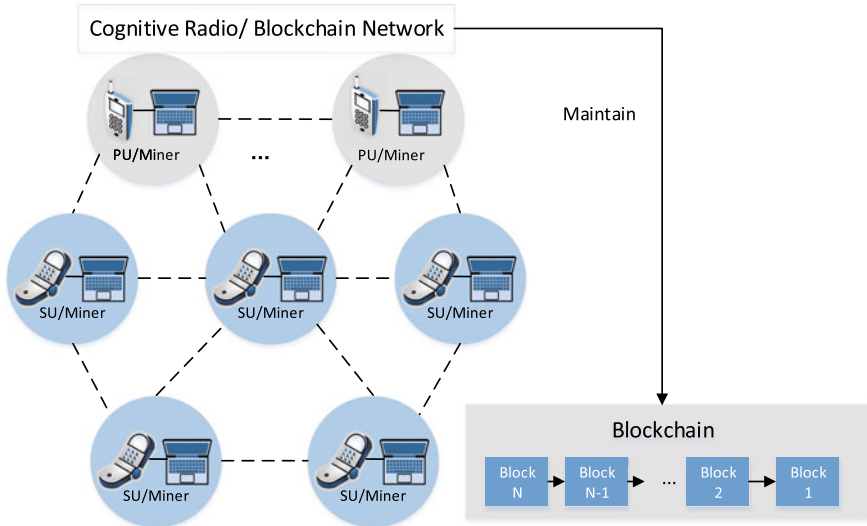 Cognitive Radio/ Blockchain Network
Maintain
PU/Miner
...
PU/Miner
SU/Miner
SU/Miner
SU/Miner
SU/Miner
SU/Miner
Blockchain
Block
N
Block
N-1
...
Block
2
Block
1